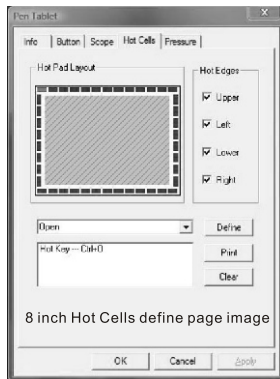 Pen Tablet
Info Button Scope Hot Cells Pressure
Hot Pad Layout
Hot Edges
Upper
Left
Lower
Right
Open
Define
Hot Key --- Ctrl+O
Print
Clear
8 inch Hot Cells define page image
OK Cancel Apply